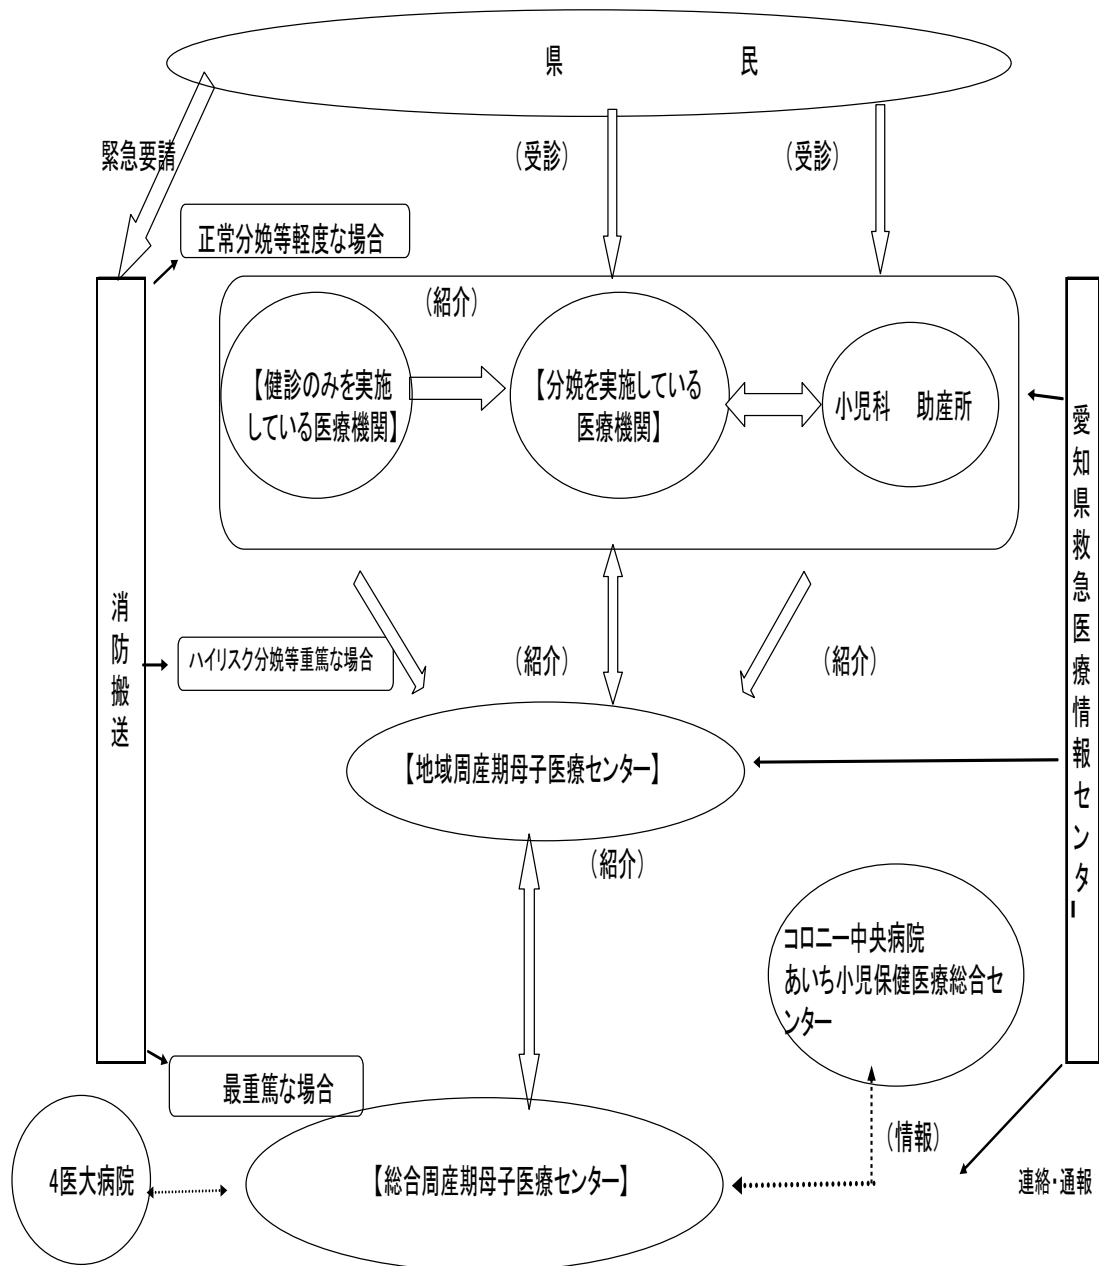 県 民
緊急要請
(受診)
(受診)
正常分娩等軽度な場合
(紹介)
【健診のみを実施
している医療機関】
【分娩を実施している
医療機関】
小児科 助産所
愛知県救急医療情報センター
消防搬送
ハイリスク分娩等重篤な場合
(紹介)
(紹介)
【地域周産期母子医療センター】
(紹介)
コロニー中央病院
あいち小児保健医療総合セ
ンター
最重篤な場合
(情報)
4医大病院
【総合周産期母子医療センター】
連絡・通報